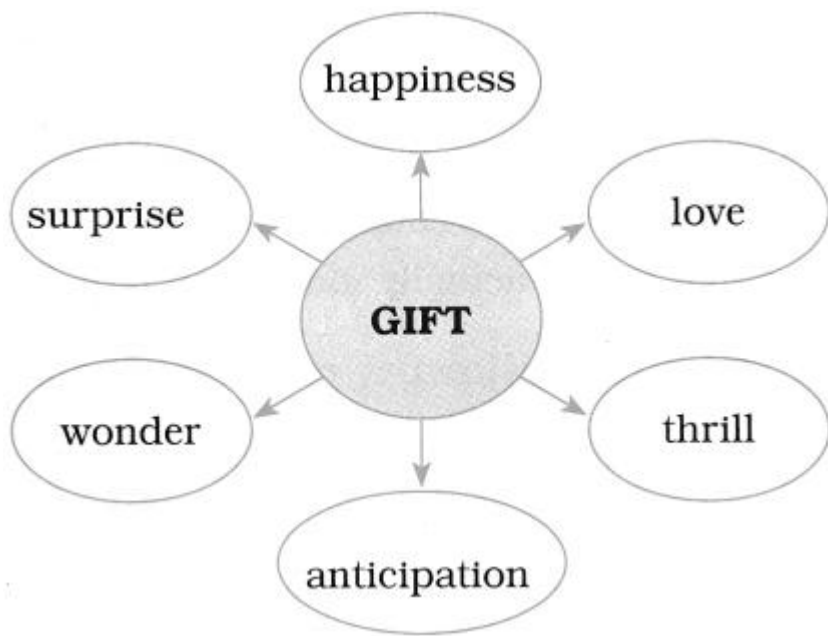 happiness
surprise
love
GIFT
wonder
thrill
anticipation